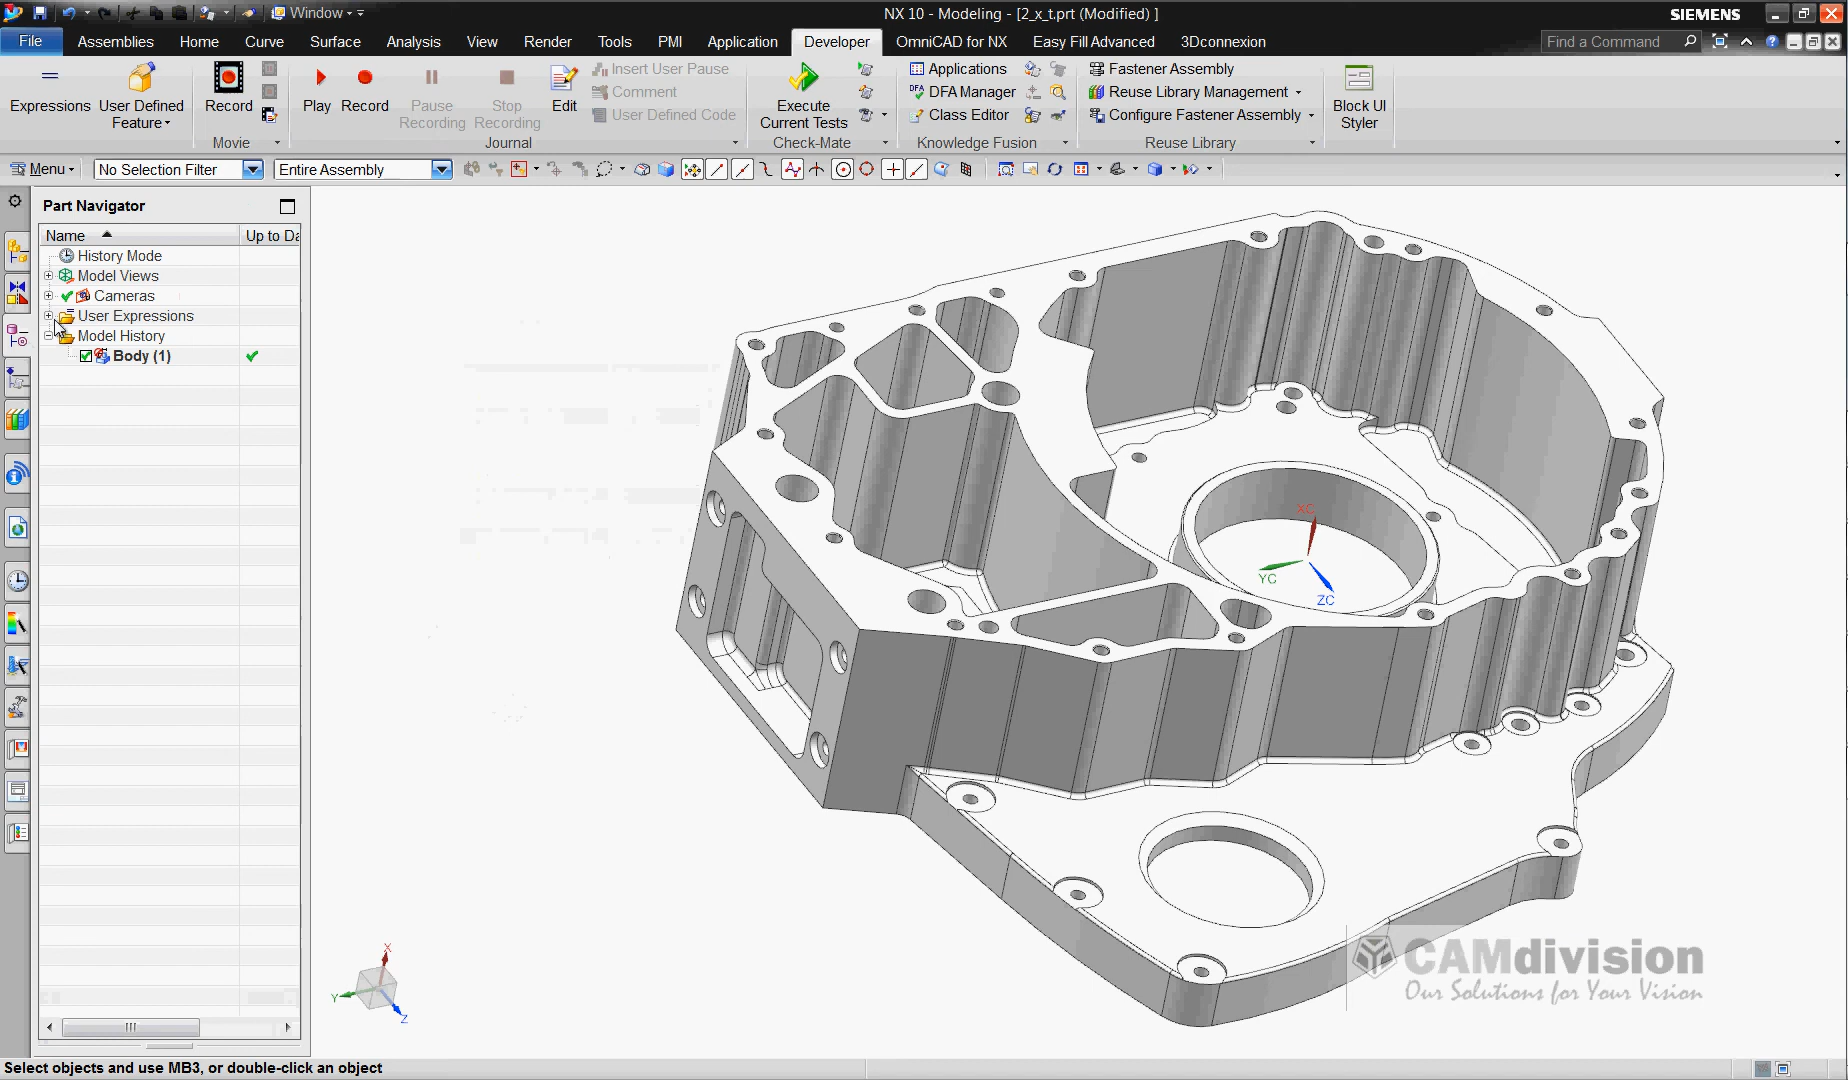 Window
NX 10 - Modeling - [2_x_t.prt (Modified) ]
SIEMENS
File Assemblies Home Curve Surface Analysis View Render Tools PMI Application Developer OmniCAD for NX Easy Fill Advanced 3Dconnexion
Find a Command
Expressions
User Defined
Feature
Record
Movie
Play
Record
Pause
Recording
Stop
Recording
Edit
Insert User Pause
Comment
User Defined Code
Journal
Execute
Current Tests
Check-Mate
Applications
DFA Manager
Class Editor
Knowledge Fusion
Fastener Assembly
Reuse Library Management
Configure Fastener Assembly
Reuse Library
Block UI
Styler
Menu
No Selection Filter
Entire Assembly
Part Navigator
Name Up to Da
History Mode
Model Views
Cameras
User Expressions
Model History
Body (1)
XC
YC
ZC
X
Y
Z
CAMdivision
Our Solutions for Your Vision
Select objects and use MB3, or double-click an object